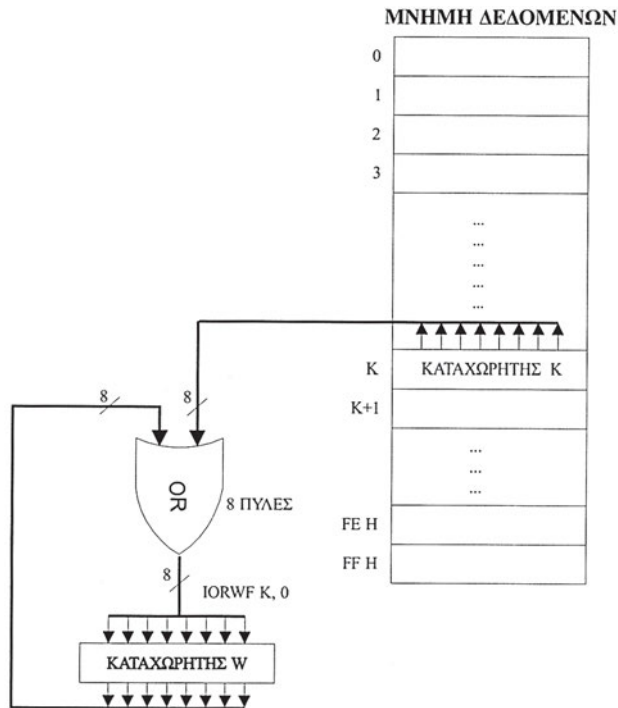 ΜΝΗΜΗ ΔΕΔΟΜΕΝΩΝ
0
1
2
3
...
...
...
...
...
K ΚΑΤΑΧΩΡΗΤΗΣ K
K+1
...
...
...
FE H
FF H
8
8
OR
8 ΠΥΛΕΣ
8
IORWF K, 0
ΚΑΤΑΧΩΡΗΤΗΣ W